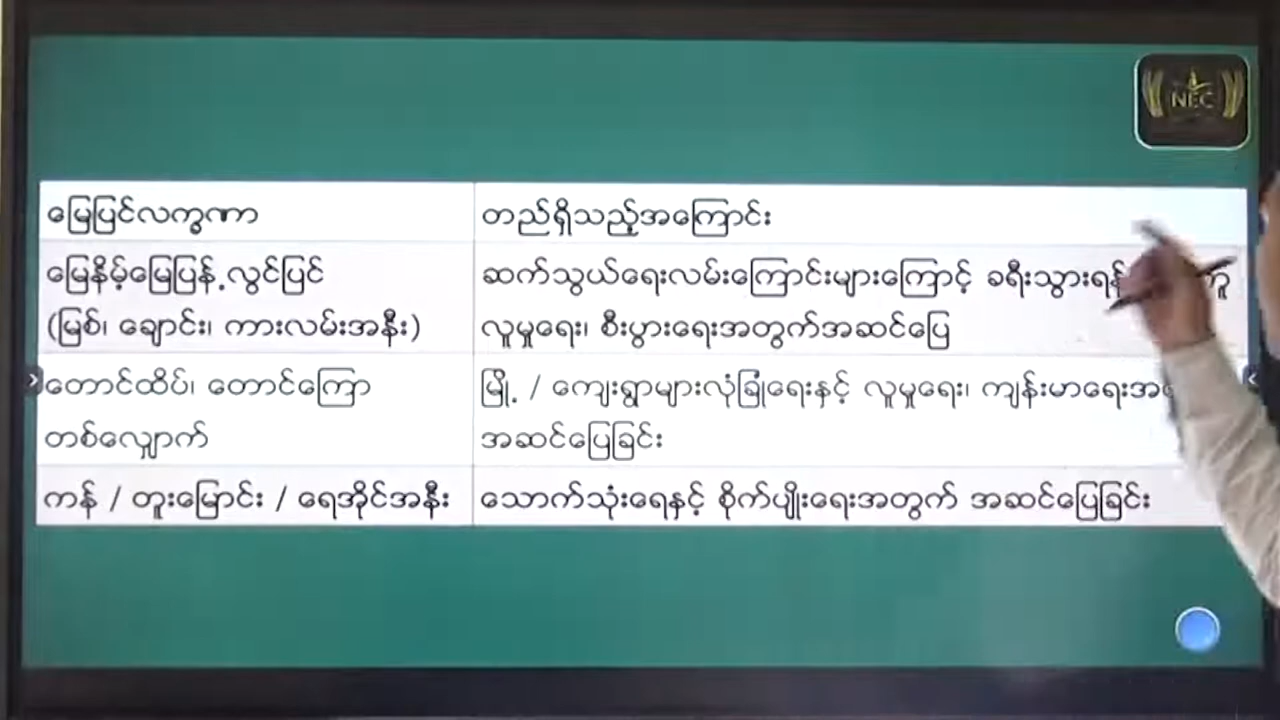 NEC
မြေပြင်လက္ခဏာ
တည်ရှိသည့်အကြောင်း
မြေနိမ့်မြေပြန့်လွင်ပြင်
(မြစ်၊ ချောင်း၊ ကားလမ်းအနီး)
ဆက်သွယ်ရေးလမ်းကြောင်းများကြောင့် ခရီးသွားရန်
လူမှုရေး၊ စီးပွားရေးအတွက်အဆင်ပြေ
တောင်ထိပ်၊ တောင်ကြော
တစ်လျှောက်
မြို့ / ကျေးရွာများလုံခြုံရေးနှင့် လူမှုရေး၊ ကျန်းမာရေး
အဆင်ပြေခြင်း
ကန် / တူးမြောင်း / ရေအိုင်အနီး
သောက်သုံးရေနှင့် စိုက်ပျိုးရေးအတွက် အဆင်ပြေခြင်း